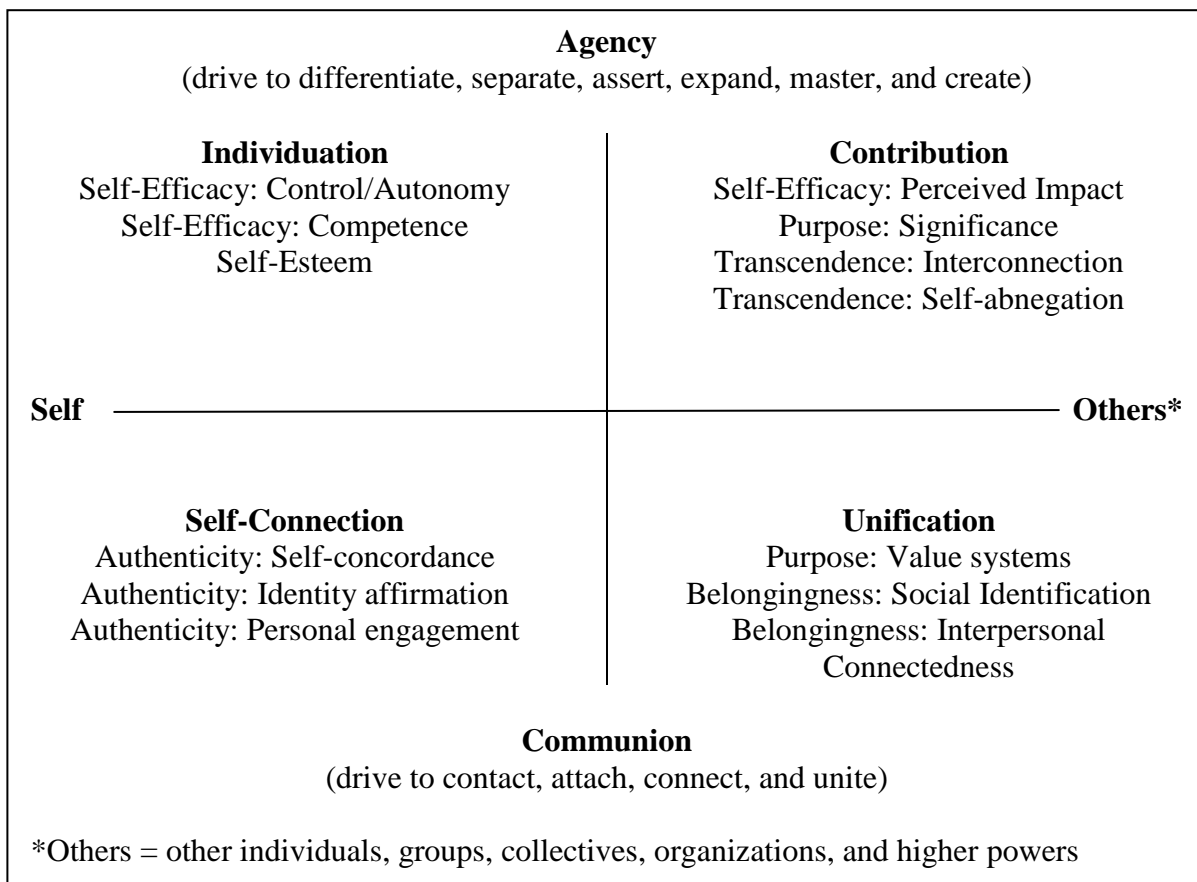 Agency
(drive to differentiate, separate, assert, expand, master, and create)
Individuation
Self-Efficacy: Control/Autonomy
Self-Efficacy: Competence
Self-Esteem
Contribution
Self-Efficacy: Perceived Impact
Purpose: Significance
Transcendence: Interconnection
Transcendence: Self-abnegation
Self
Others*
Self-Connection
Authenticity: Self-concordance
Authenticity: Identity affirmation
Authenticity: Personal engagement
Unification
Purpose: Value systems
Belongingness: Social Identification
Belongingness: Interpersonal
Connectedness
Communion
(drive to contact, attach, connect, and unite)
*Others = other individuals, groups, collectives, organizations, and higher powers